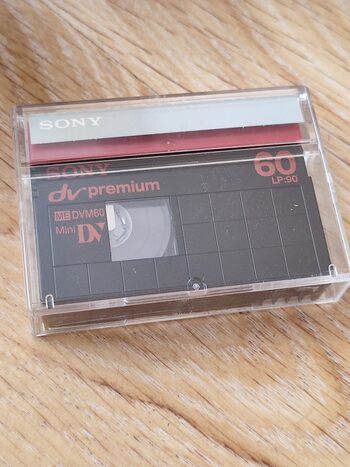 SONY
SONY
dv premium
60
LP:90
ME DVM60
Mini DV